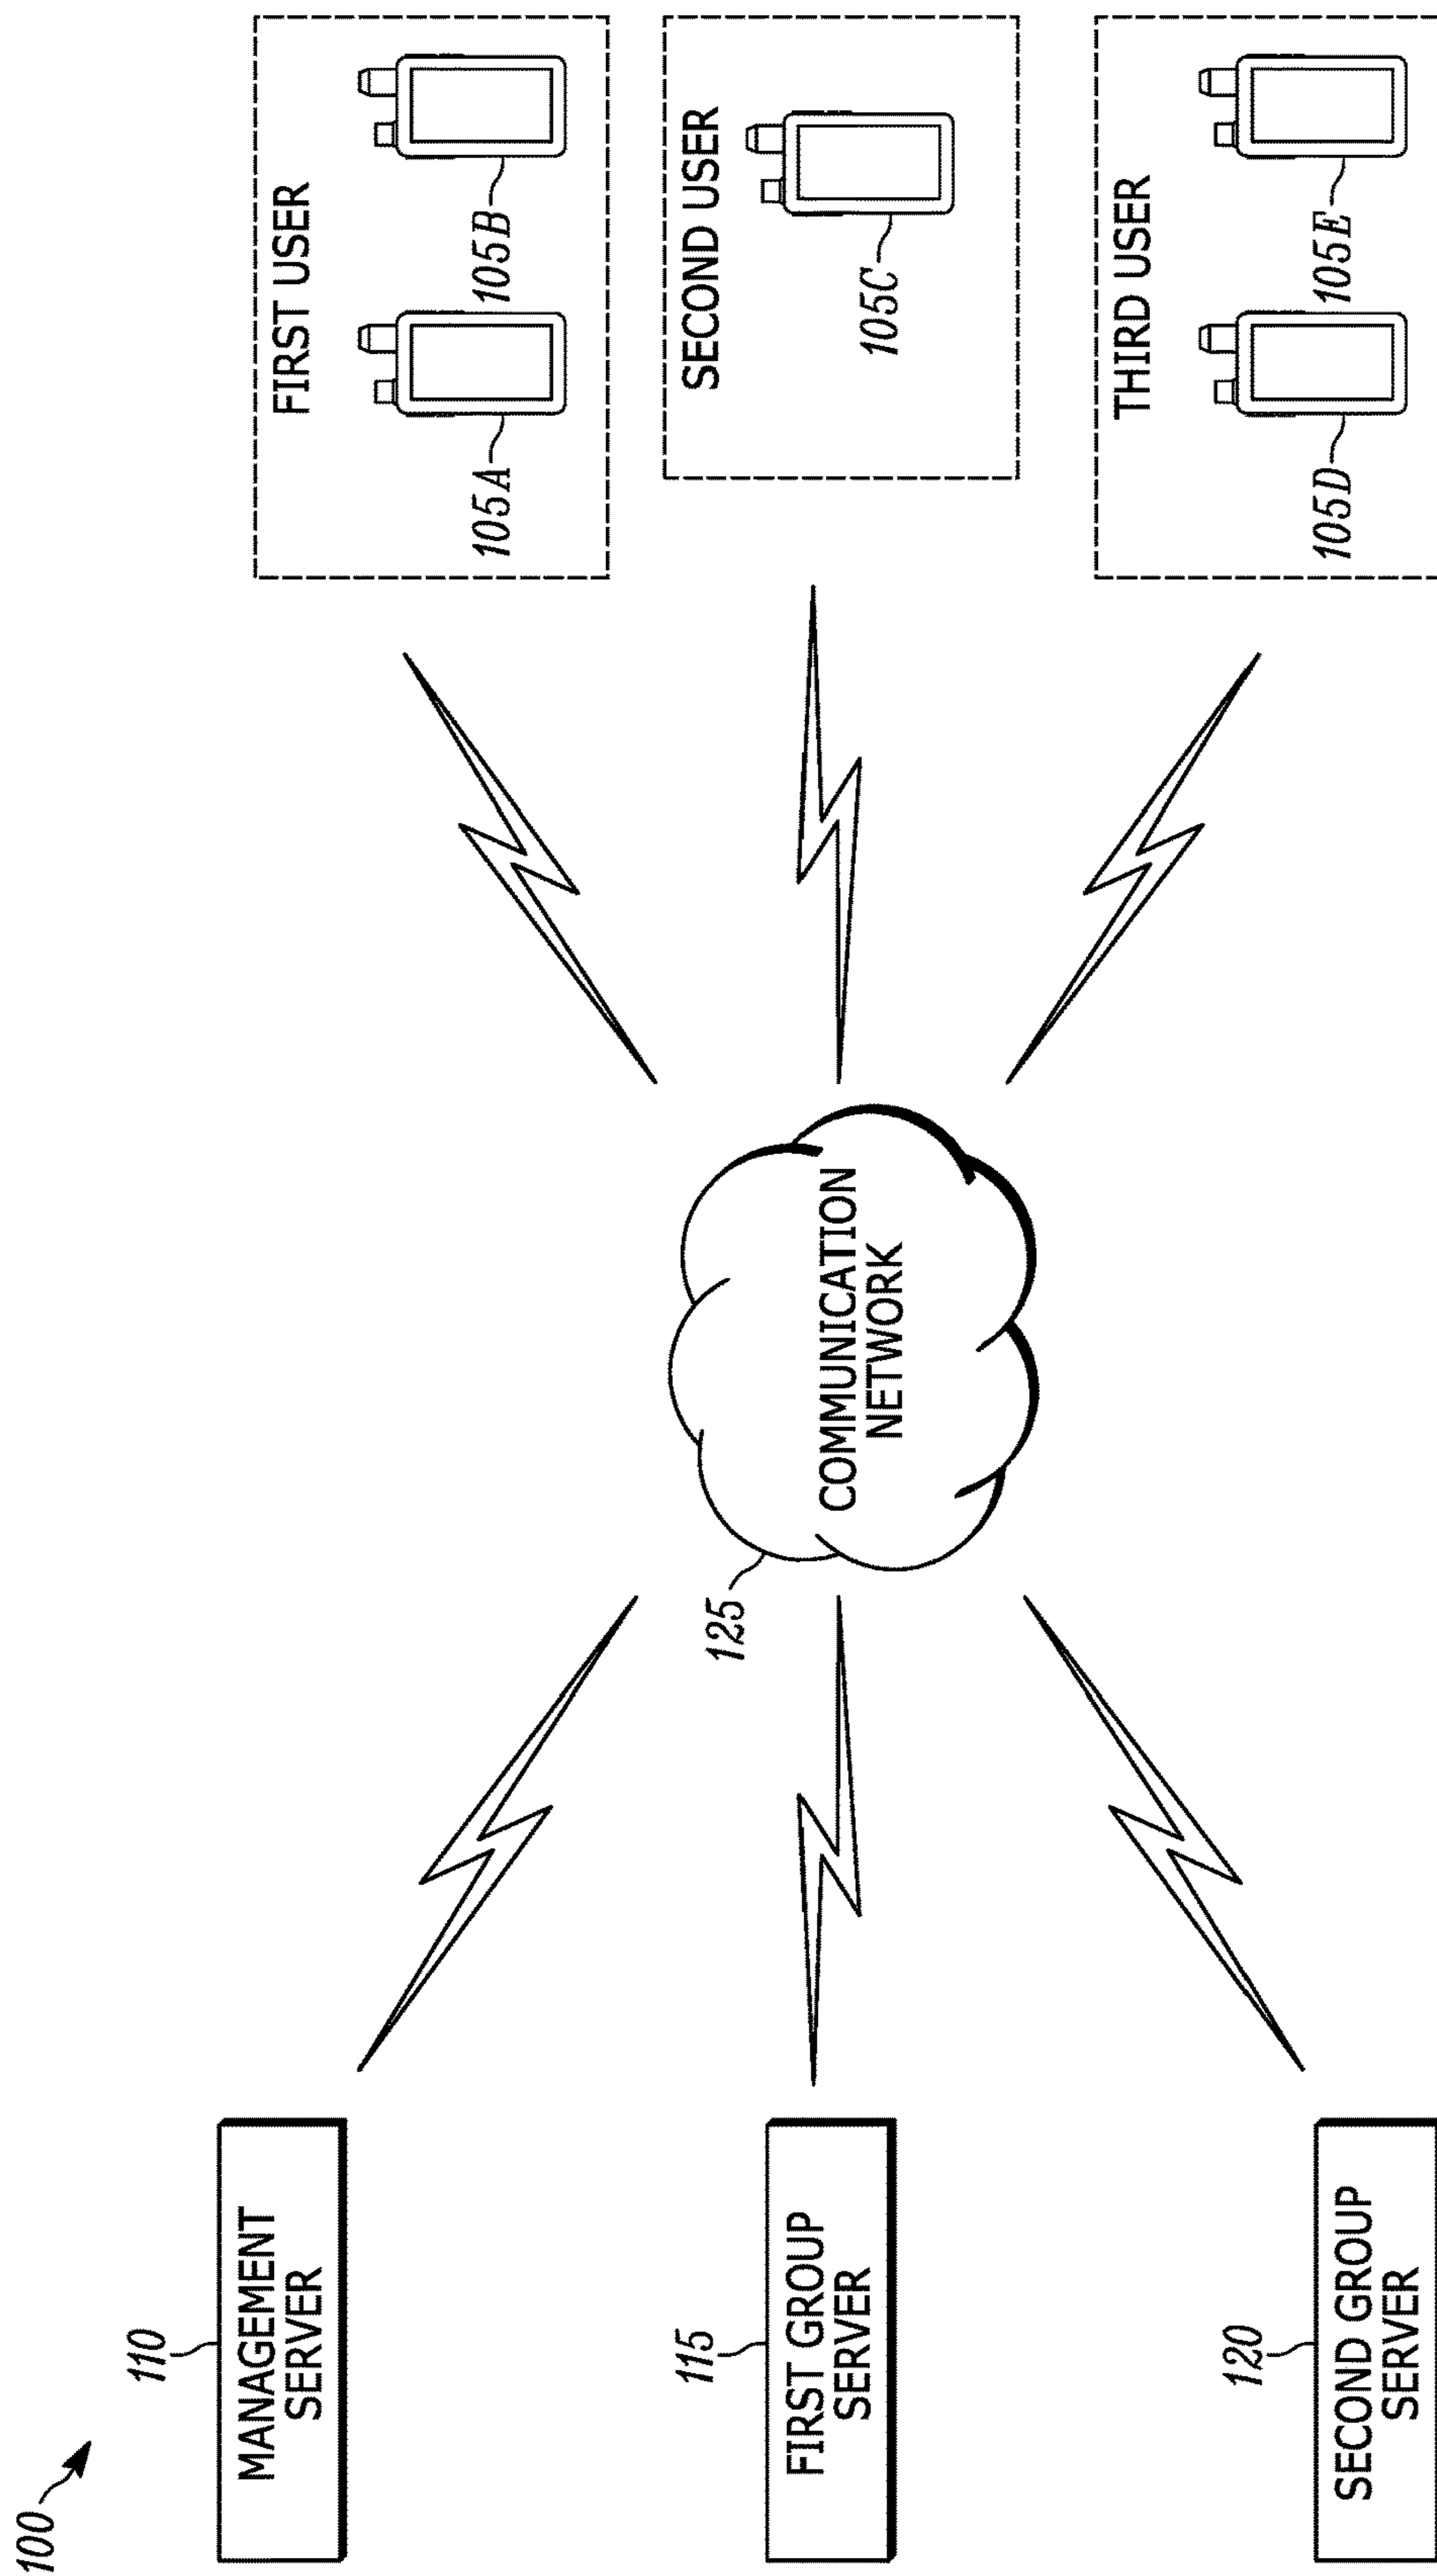 100
110
MANAGEMENT
SERVER
115
FIRST GROUP
SERVER
120
SECOND GROUP
SERVER
125
COMMUNICATION
NETWORK
FIRST USER
105A
105B
SECOND USER
105C
THIRD USER
105D
105E